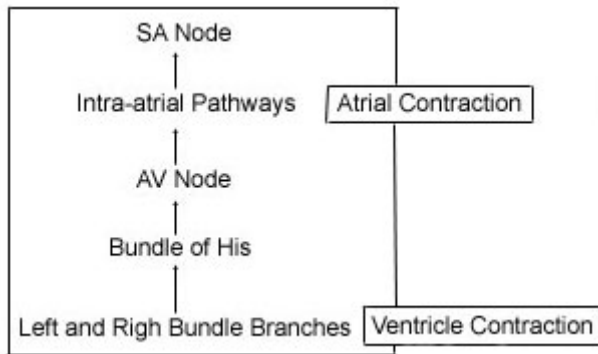 SA Node
Intra-atrial Pathways Atrial Contraction
AV Node
Bundle of His
Left and Righ Bundle Branches Ventricle Contraction